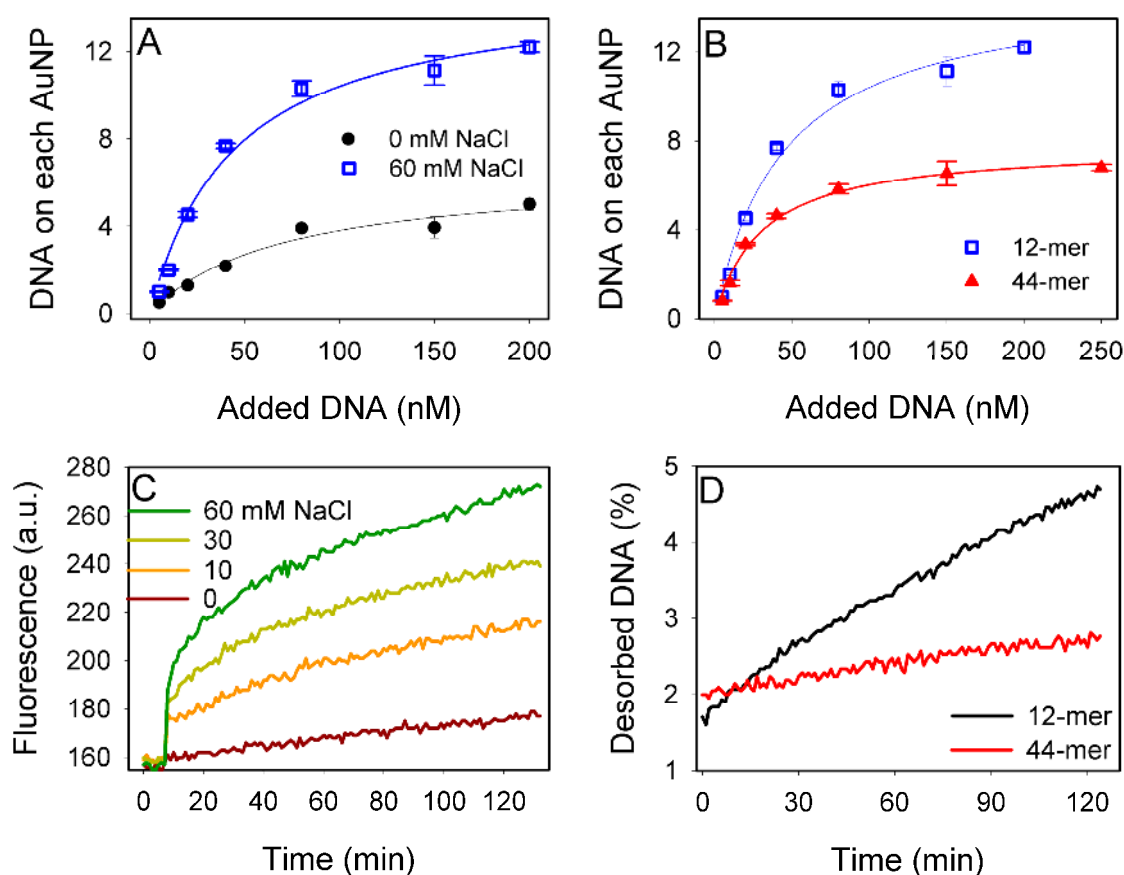 A
DNA on each AuNP
12
8
4
0
0 mM NaCl
60 mM NaCl
0 50 100 150 200
Added DNA (nM)
B
DNA on each AuNP
12
8
4
0
12-mer
44-mer
0 50 100 150 200 250
Added DNA (nM)
C
Fluorescence (a.u.)
280
260
240
220
200
180
160
60 mM NaCl
30
10
0
0 20 40 60 80 100 120
Time (min)
D
Desorbed DNA (%)
5
4
3
2
1
12-mer
44-mer
0 30 60 90 120
Time (min)